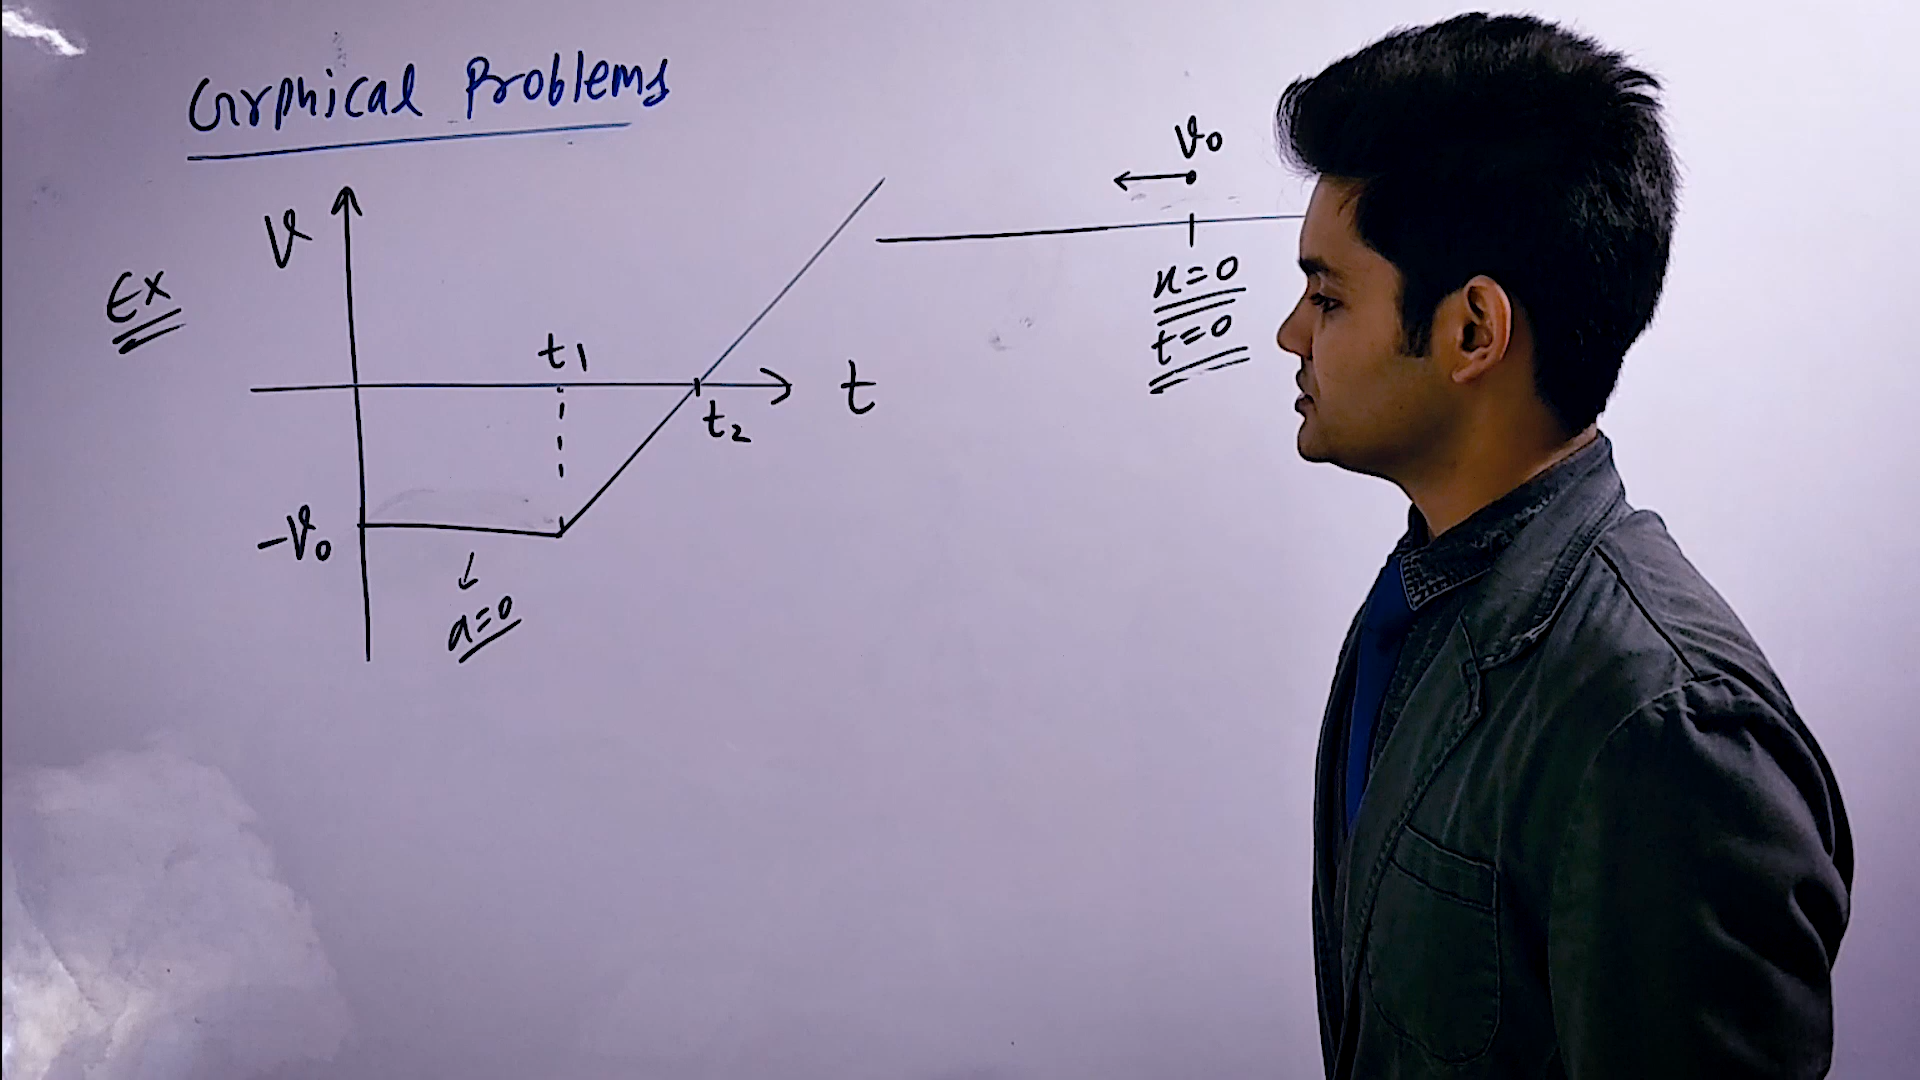 Grphical Problems
V
Ex
t1
t
t2
-V0
a=0
V0
x=0
t=0